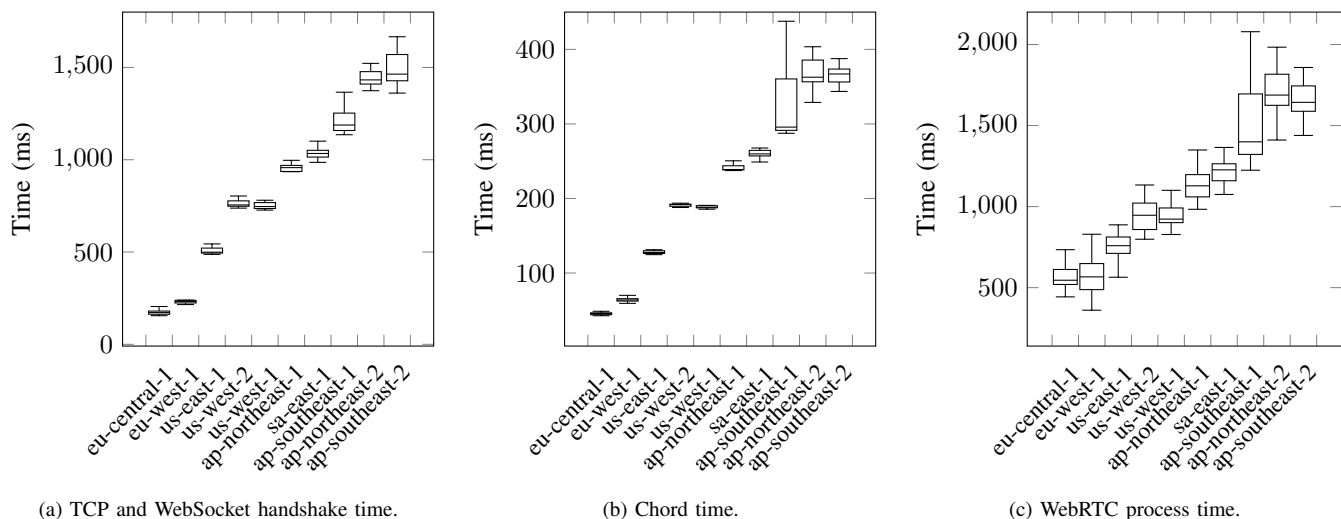 Time (ms)
1,500
1,000
500
0
eu-central-1
eu-west-1
us-east-1
us-west-2
us-west-1
ap-northeast-1
sa-east-1
ap-southeast-1
ap-northeast-2
ap-southeast-2
(a) TCP and WebSocket handshake time.
Time (ms)
400
300
200
100
eu-central-1
eu-west-1
us-east-1
us-west-2
us-west-1
ap-northeast-1
sa-east-1
ap-southeast-1
ap-northeast-2
ap-southeast-2
(b) Chord time.
Time (ms)
2,000
1,500
1,000
500
eu-central-1
eu-west-1
us-east-1
us-west-2
us-west-1
ap-northeast-1
sa-east-1
ap-southeast-1
ap-northeast-2
ap-southeast-2
(c) WebRTC process time.